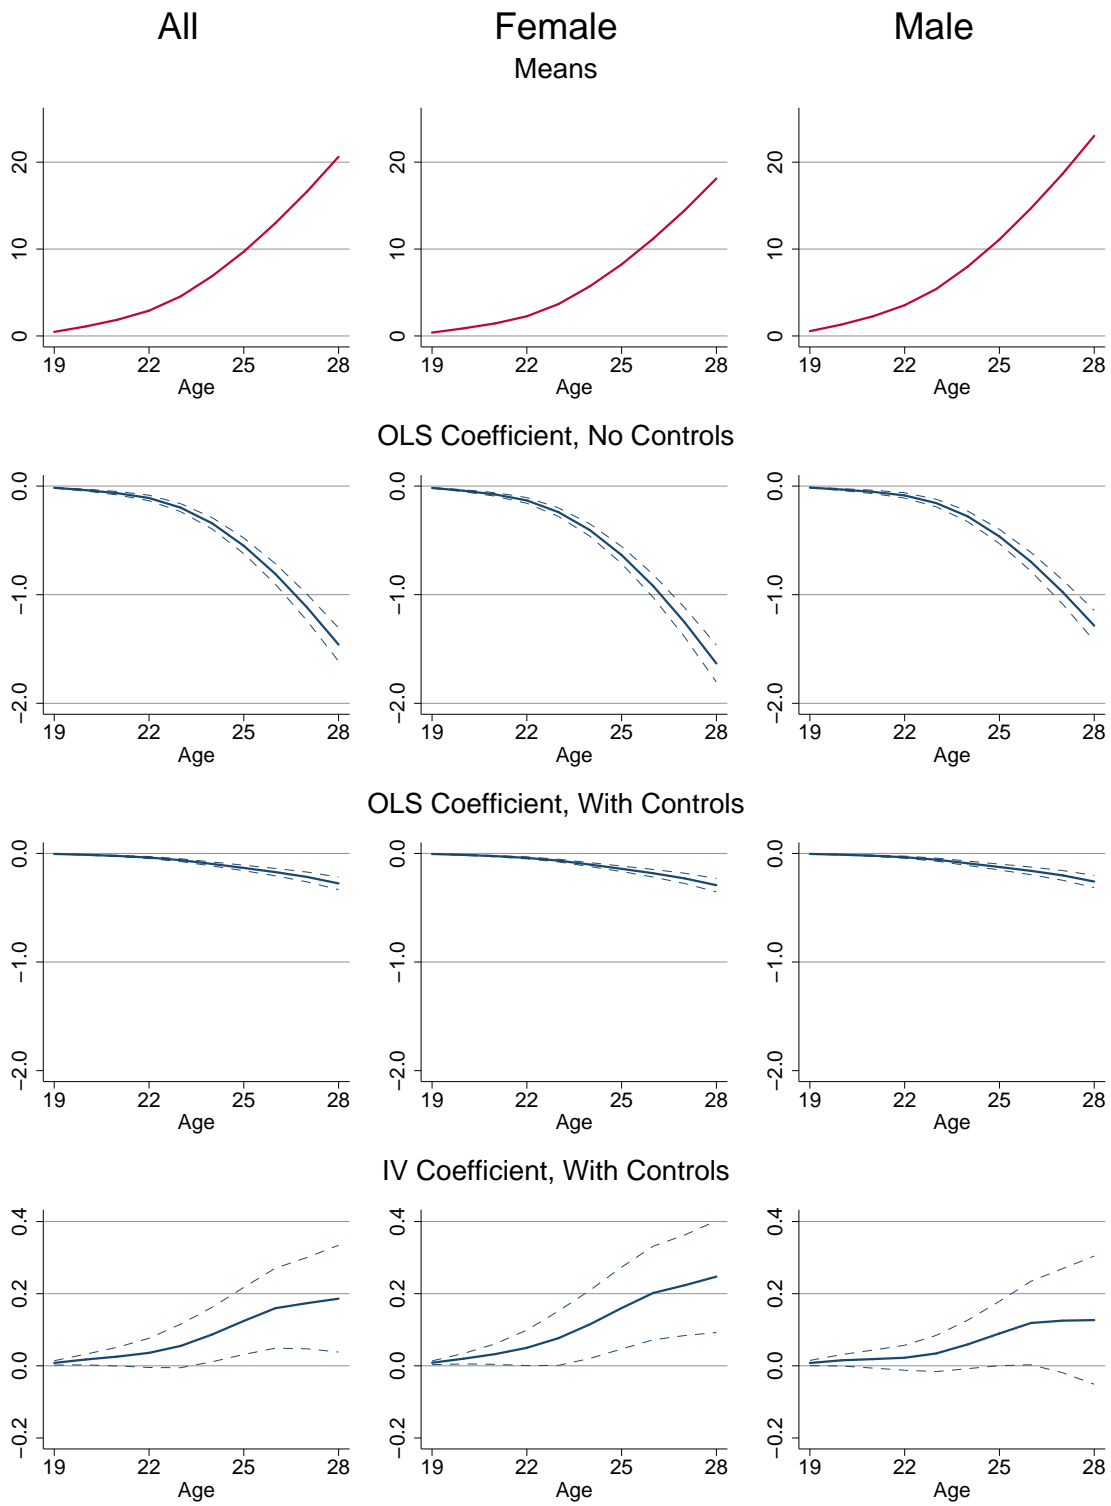 All Female Male
Means
20 20 20
10 10 10
0 0 0
19 22 25 28 19 22 25 28 19 22 25 28
Age Age Age
OLS Coefficient, No Controls
0.0 0.0 0.0
−1.0 −1.0 −1.0
−2.0 −2.0 −2.0
19 22 25 28 19 22 25 28 19 22 25 28
Age Age Age
OLS Coefficient, With Controls
0.0 0.0 0.0
−1.0 −1.0 −1.0
−2.0 −2.0 −2.0
19 22 25 28 19 22 25 28 19 22 25 28
Age Age Age
IV Coefficient, With Controls
0.4 0.4 0.4
0.2 0.2 0.2
0.0 0.0 0.0
−0.2 −0.2 −0.2
19 22 25 28 19 22 25 28 19 22 25 28
Age Age Age